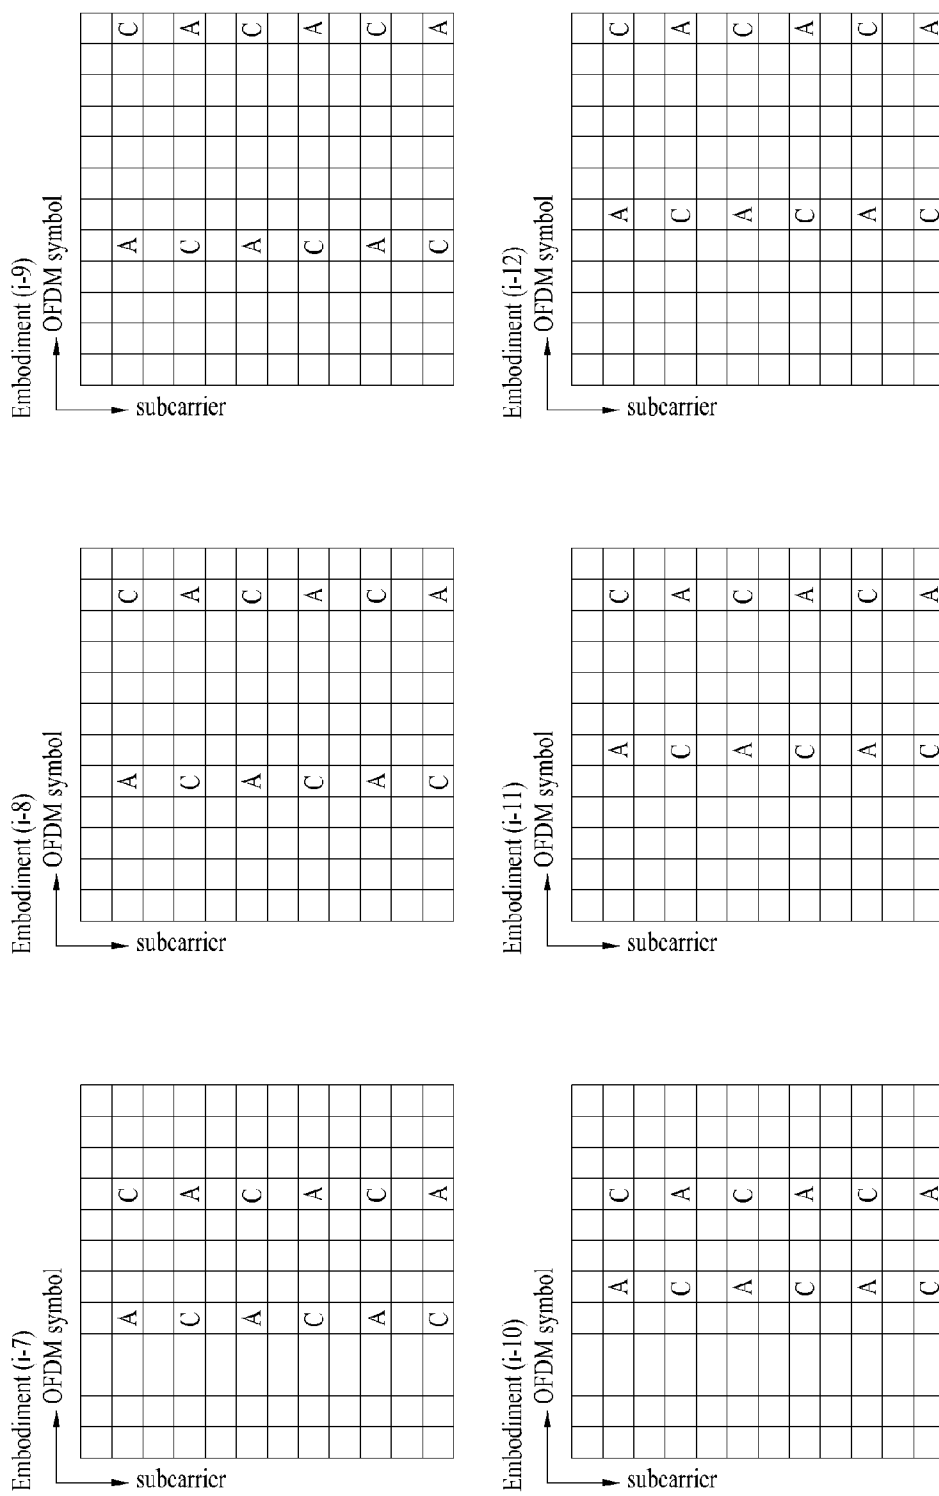 Embodiment (i-7)
OFDM symbol
subcarrier
A C
C A
A C
C A
A C
C A
Embodiment (i-8)
OFDM symbol
subcarrier
A C
C A
A C
C A
A C
C A
Embodiment (i-9)
OFDM symbol
subcarrier
A C
C A
A C
C A
A C
C A
Embodiment (i-10)
OFDM symbol
subcarrier
A C
C A
A C
C A
A C
C A
Embodiment (i-11)
OFDM symbol
subcarrier
A C
C A
A C
C A
A C
C A
Embodiment (i-12)
OFDM symbol
subcarrier
A C
C A
A C
C A
A C
C A